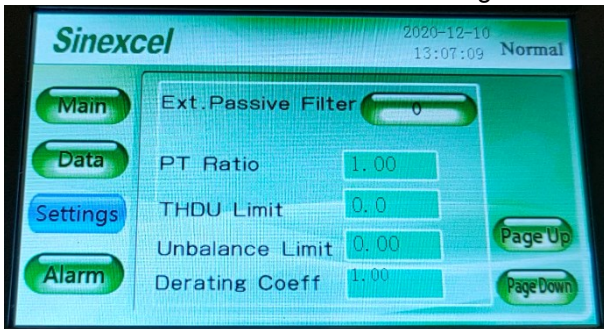 Sinexcel
2020-12-10
13:07:09 Normal
Main
Data
Settings
Alarm
Ext.Passive Filter 0
PT Ratio 1.00
THDU Limit 0.0
Unbalance Limit 0.00
Derating Coeff 1.00
Page Up
Page Down